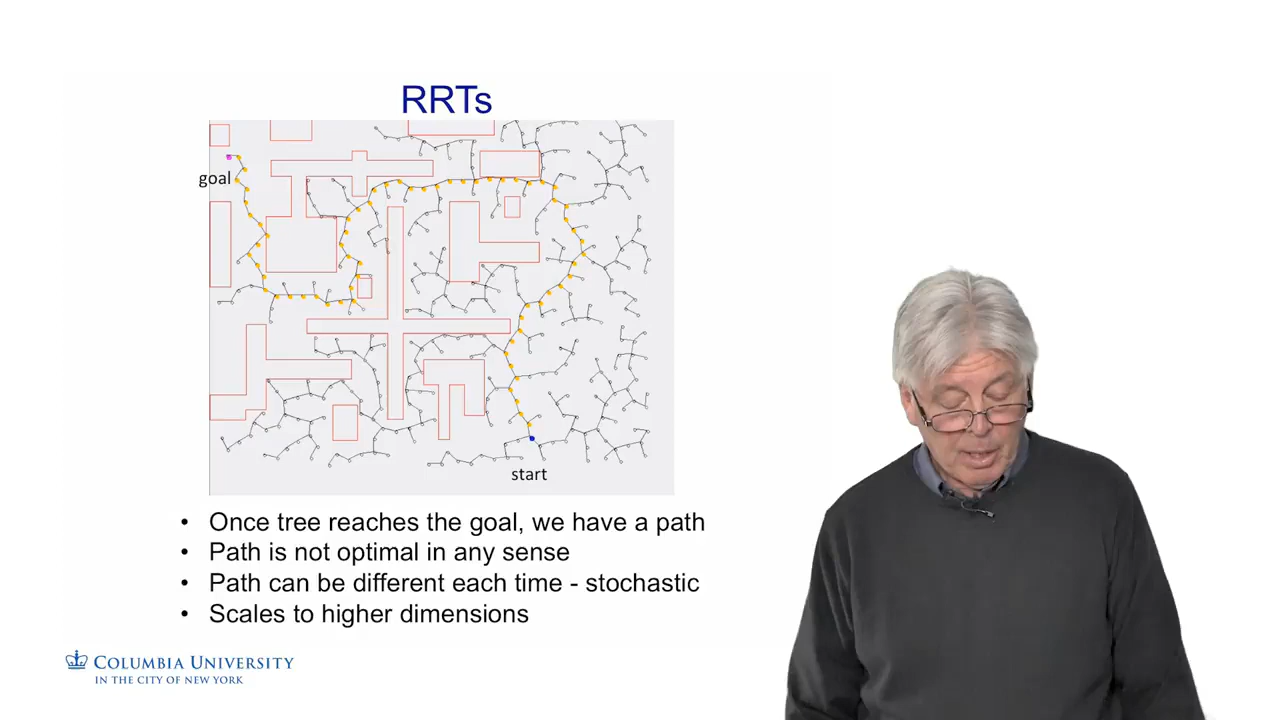 RRTs
goal
start
• Once tree reaches the goal, we have a path
• Path is not optimal in any sense
• Path can be different each time - stochastic
• Scales to higher dimensions
COLUMBIA UNIVERSITY
IN THE CITY OF NEW YORK